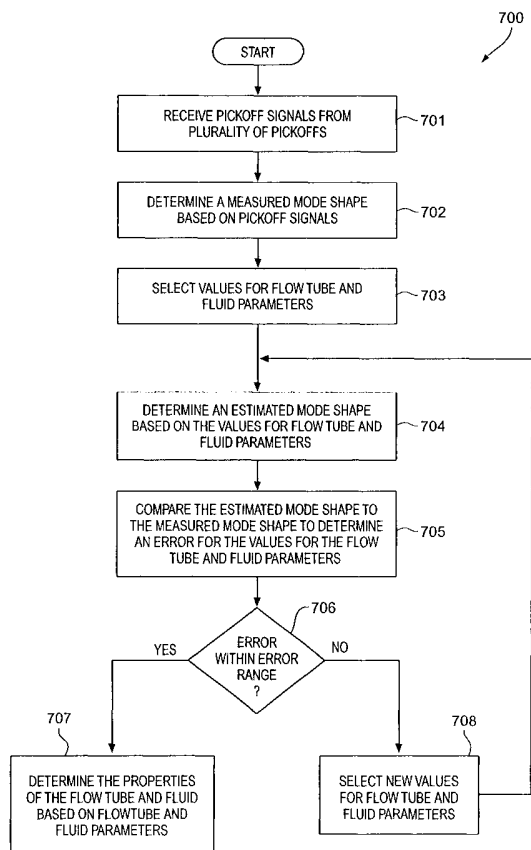 700
START
RECEIVE PICKOFF SIGNALS FROM
PLURALITY OF PICKOFFS
701
DETERMINE A MEASURED MODE SHAPE
BASED ON PICKOFF SIGNALS
702
SELECT VALUES FOR FLOW TUBE AND
FLUID PARAMETERS
703
DETERMINE AN ESTIMATED MODE SHAPE
BASED ON THE VALUES FOR FLOW TUBE AND
FLUID PARAMETERS
704
COMPARE THE ESTIMATED MODE SHAPE TO
THE MEASURED MODE SHAPE TO DETERMINE
AN ERROR FOR THE VALUES FOR THE FLOW
TUBE AND FLUID PARAMETERS
705
706
YES
ERROR
WITHIN ERROR
RANGE
?
NO
707
DETERMINE THE PROPERTIES
OF THE FLOW TUBE AND FLUID
BASED ON FLOWTUBE AND
FLUID PARAMETERS
708
SELECT NEW VALUES
FOR FLOW TUBE AND
FLUID PARAMETERS